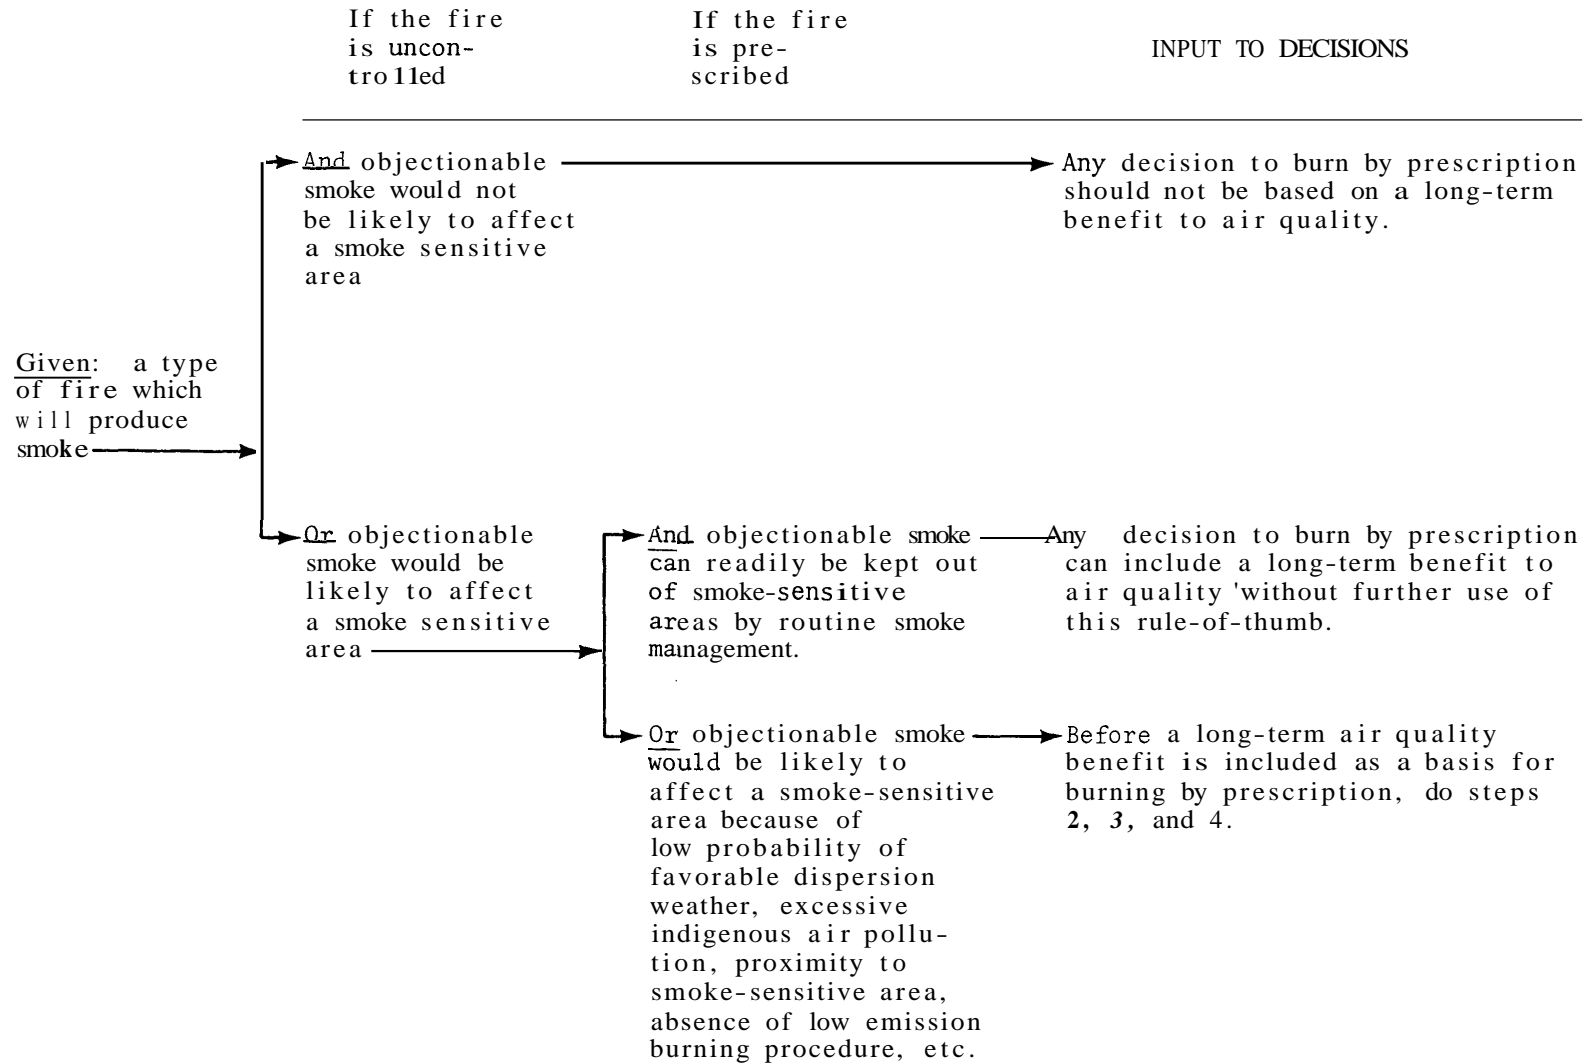 If the fire
is uncon-
trolled
If the fire
is pre-
scribed
INPUT TO DECISIONS
Given: a type
of fire which
will produce
smoke
And objectionable
smoke would not
be likely to affect
a smoke sensitive
area
Any decision to burn by prescription
should not be based on a long-term
benefit to air quality.
Or objectionable
smoke would be
likely to affect
a smoke sensitive
area
And objectionable smoke
can readily be kept out
of smoke-sensitive
areas by routine smoke
management.
Any decision to burn by prescription
can include a long-term benefit to
air quality 'without further use of
this rule-of-thumb.
Or objectionable smoke
would be likely to
affect a smoke-sensitive
area because of
low probability of
favorable dispersion
weather, excessive
indigenous air pollu-
tion, proximity to
smoke-sensitive area,
absence of low emission
burning procedure, etc.
Before a long-term air quality
benefit is included as a basis for
burning by prescription, do steps
2, 3, and 4.